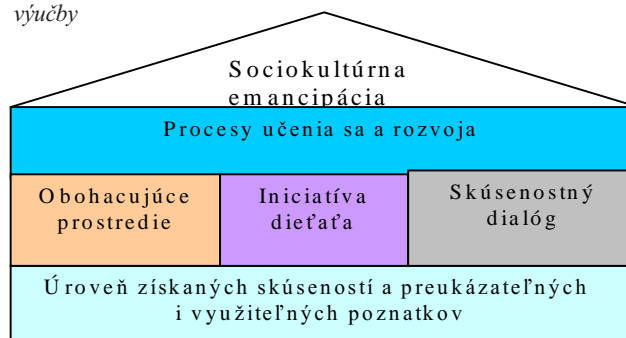 výučby
Sociokultúrna
emancipácia
Procesy učenia sa a rozvoja
Obohacujúce
prostredie
Iniciatíva
dieťaťa
Skúsenostný
dialóg
Úroveň získaných skúseností a preukázateľných
i využiteľných poznatkov